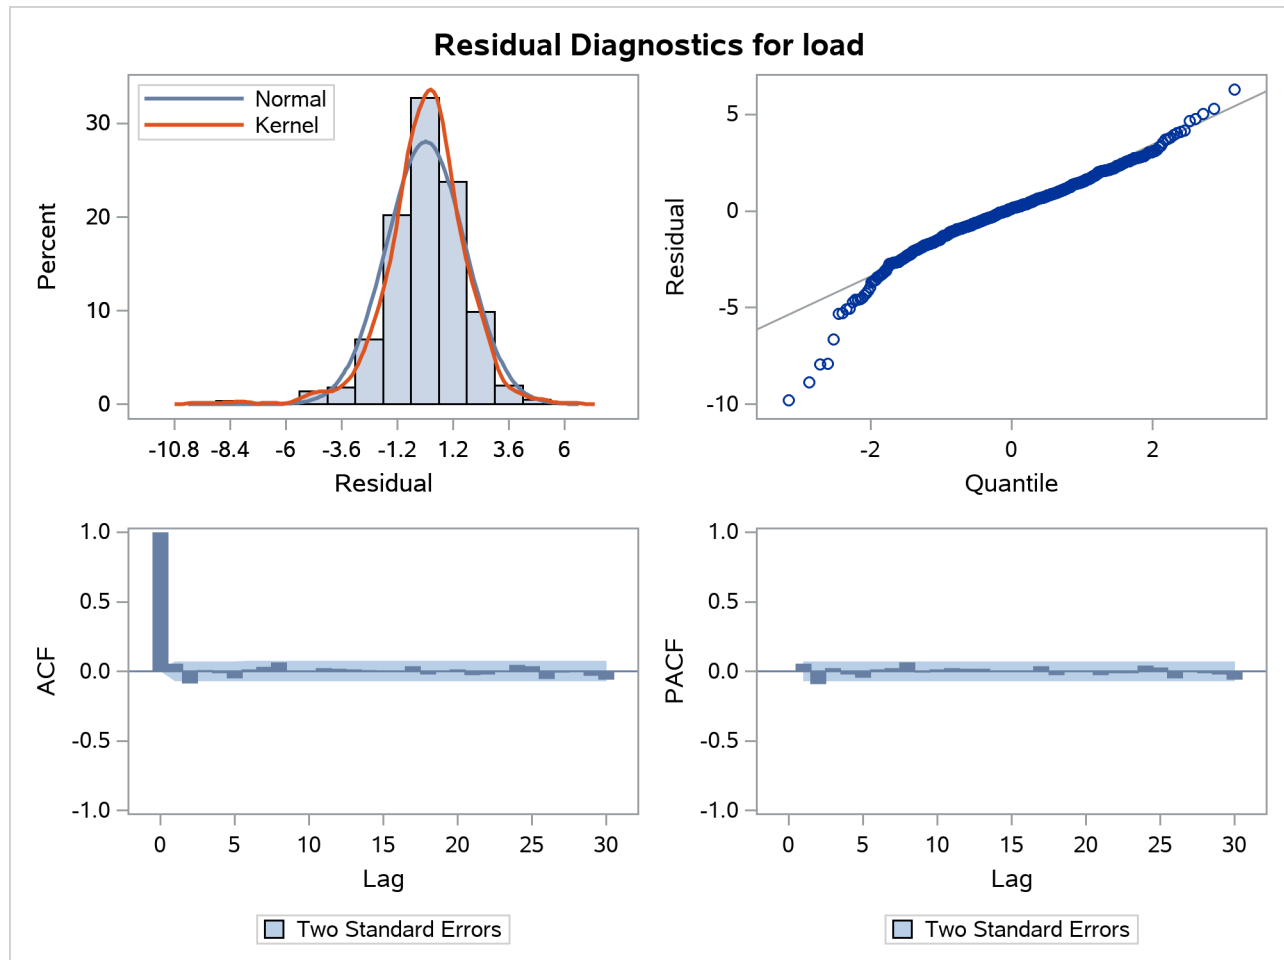 Residual Diagnostics for load
Normal
Kernel
30
20
10
0
Percent
-10.8 -8.4 -6 -3.6 -1.2 1.2 3.6 6
Residual
5
0
-5
-10
Residual
-2 0 2
Quantile
1.0
0.5
0.0
-0.5
-1.0
ACF
0 5 10 15 20 25 30
Lag
Two Standard Errors
1.0
0.5
0.0
-0.5
-1.0
PACF
0 5 10 15 20 25 30
Lag
Two Standard Errors